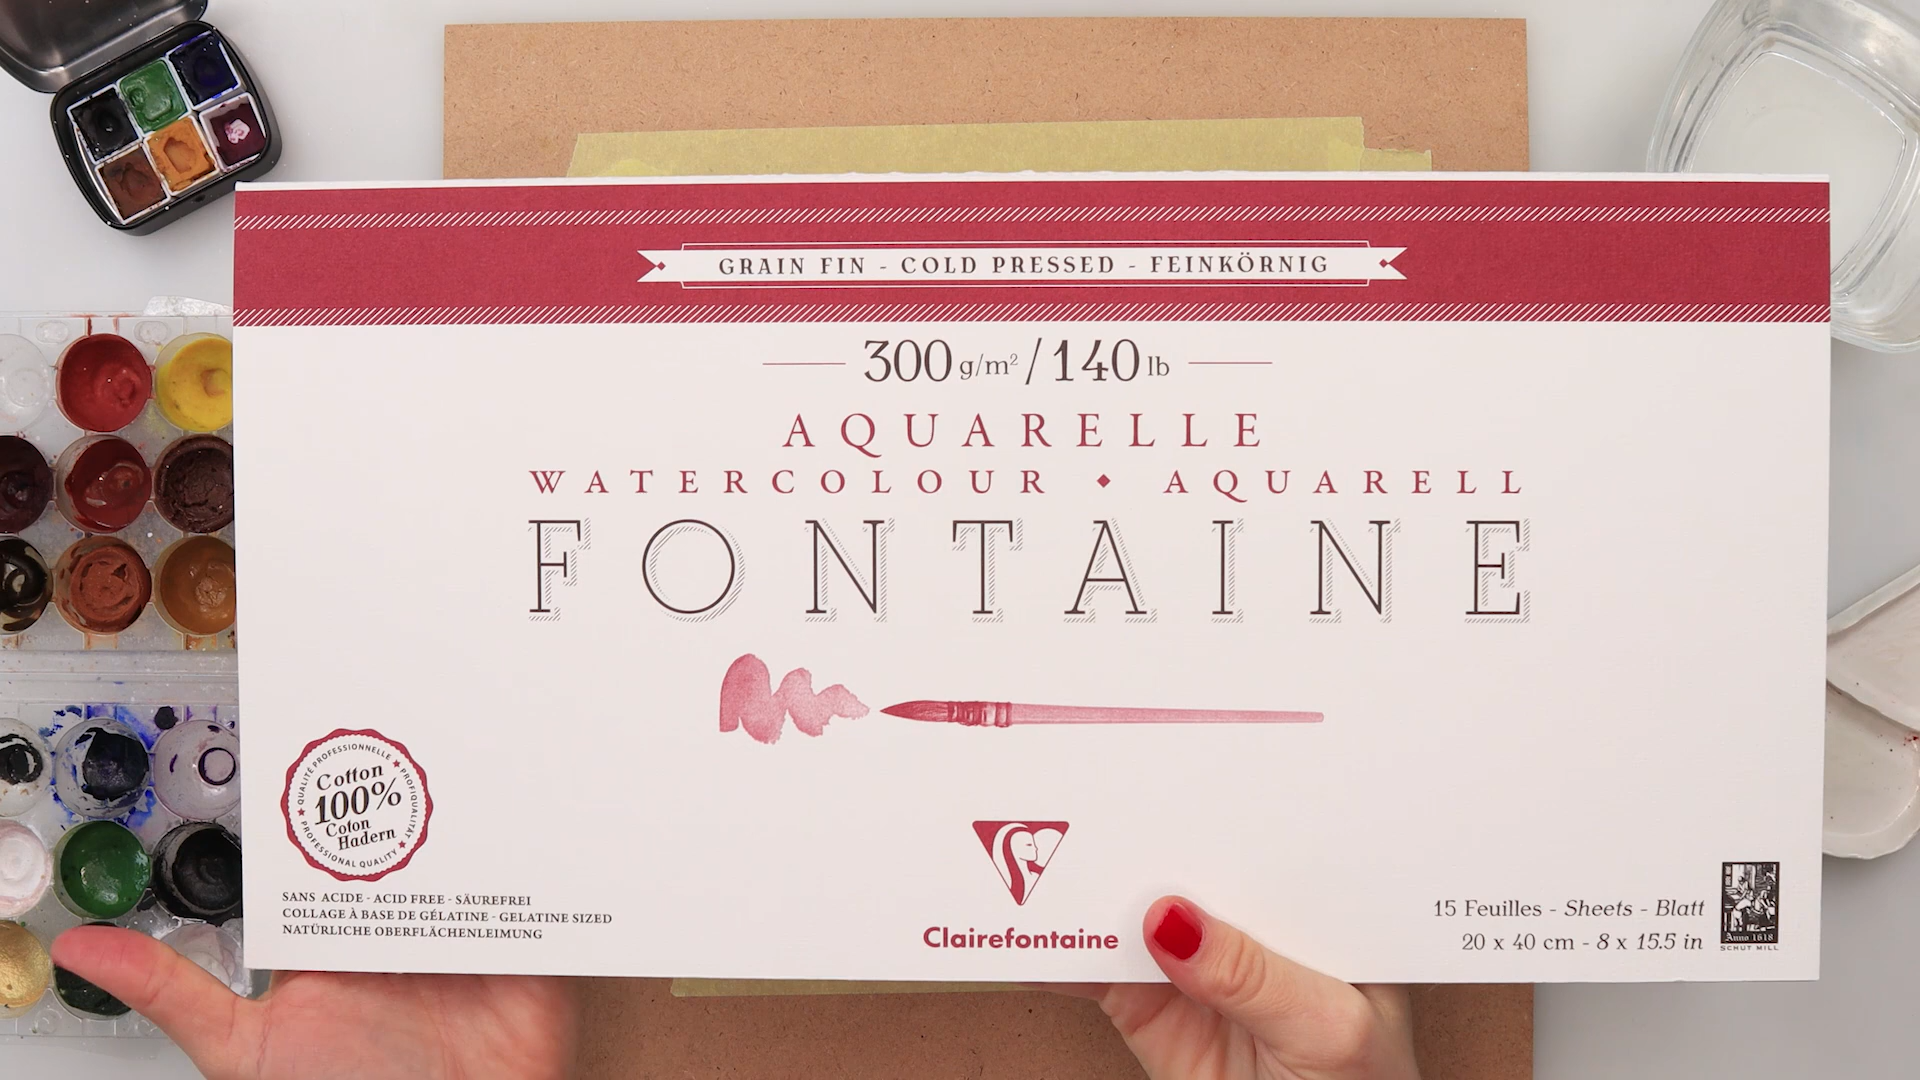 GRAIN FIN - COLD PRESSED - FEINKÖRNIG
300 g/m² / 140 lb
AQUARELLE
WATERCOLOUR ◆ AQUARELL
FONTAINE
QUALITÉ PROFESSIONNELLE ★ PROFIQUALITÄT ★ PROFESSIONAL QUALITY ★
Cotton
100%
Coton
Hadern
SANS ACIDE - ACID FREE - SÄUREFREI
COLLAGE À BASE DE GÉLATINE - GELATINE SIZED
NATÜRLICHE OBERFLÄCHENLEIMUNG
Clairefontaine
15 Feuilles - Sheets - Blatt
20 x 40 cm - 8 x 15.5 in
Anno 1618
SCHUT MILL